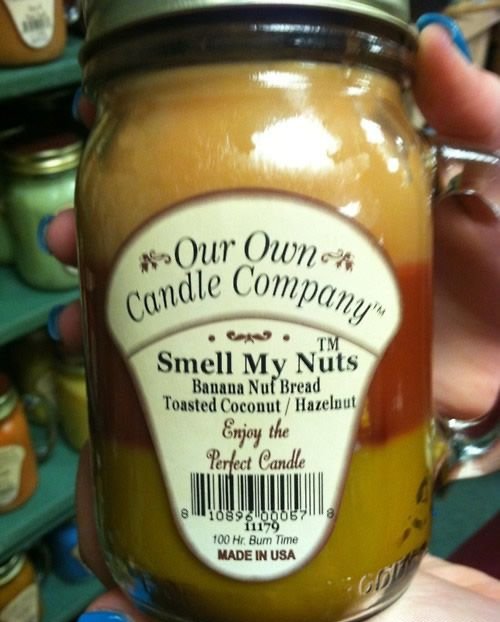 Our Own
Candle Company™
Smell My Nuts™
Banana Nut Bread
Toasted Coconut / Hazelnut
Enjoy the
Perfect Candle
8 10896 00067 8
11179
100 Hr. Burn Time
MADE IN USA